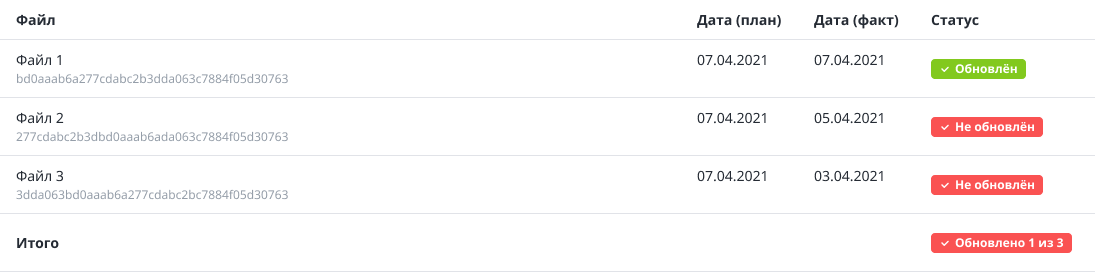 Файл Дата (план) Дата (факт) Статус
Файл 1 07.04.2021 07.04.2021 Обновлён
bd0aaab6a277cdabc2b3dda063c7884f05d30763
Файл 2 07.04.2021 05.04.2021 Не обновлён
277cdabc2b3dbd0aaab6ada063c7884f05d30763
Файл 3 07.04.2021 03.04.2021 Не обновлён
3dda063bd0aaab6a277cdabc2bc7884f05d30763
Итого Обновлено 1 из 3